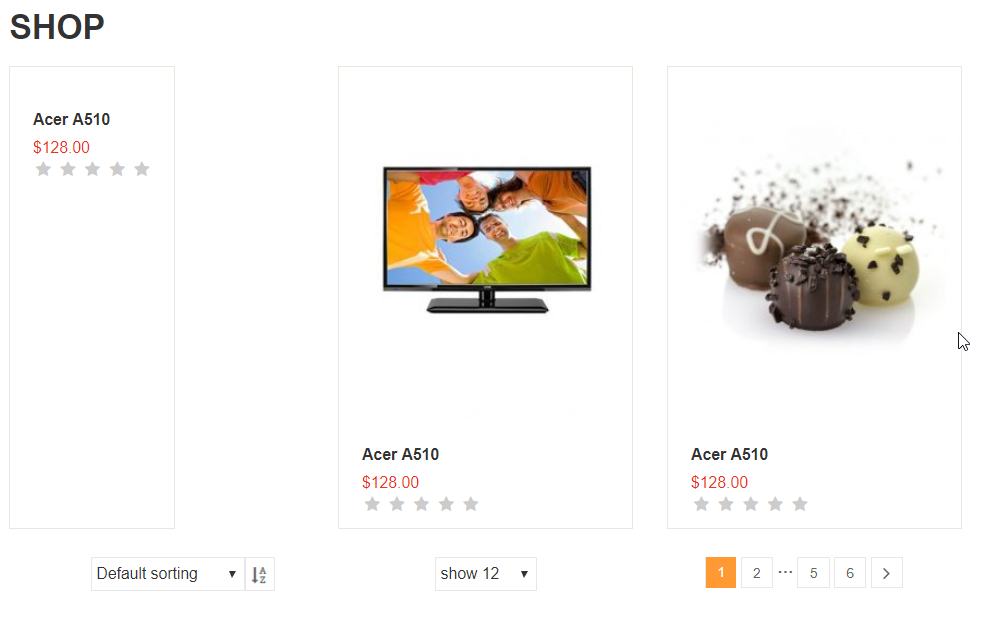 SHOP
Acer A510
$128.00
Acer A510
$128.00
Acer A510
$128.00
Default sorting
A
Z
show 12
1 2 ... 5 6